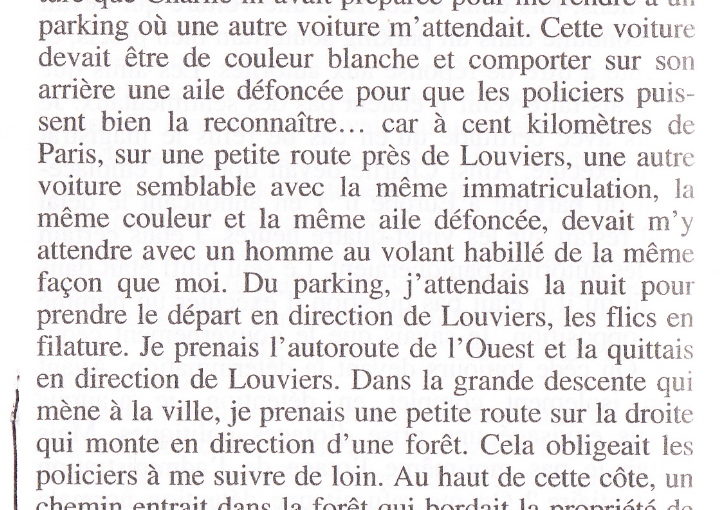 ture que Charlie m'avait préparée pour me rendre à un
parking où une autre voiture m'attendait. Cette voiture
devait être de couleur blanche et comporter sur son
arrière une aile défoncée pour que les policiers puis-
sent bien la reconnaître… car à cent kilomètres de
Paris, sur une petite route près de Louviers, une autre
voiture semblable avec la même immatriculation, la
même couleur et la même aile défoncée, devait m'y
attendre avec un homme au volant habillé de la même
façon que moi. Du parking, j'attendais la nuit pour
prendre le départ en direction de Louviers, les flics en
filature. Je prenais l'autoroute de l'Ouest et la quittais
en direction de Louviers. Dans la grande descente qui
mène à la ville, je prenais une petite route sur la droite
qui monte en direction d'une forêt. Cela obligeait les
policiers à me suivre de loin. Au haut de cette côte, un
chemin entrait dans la forêt qui bordait la propriété de